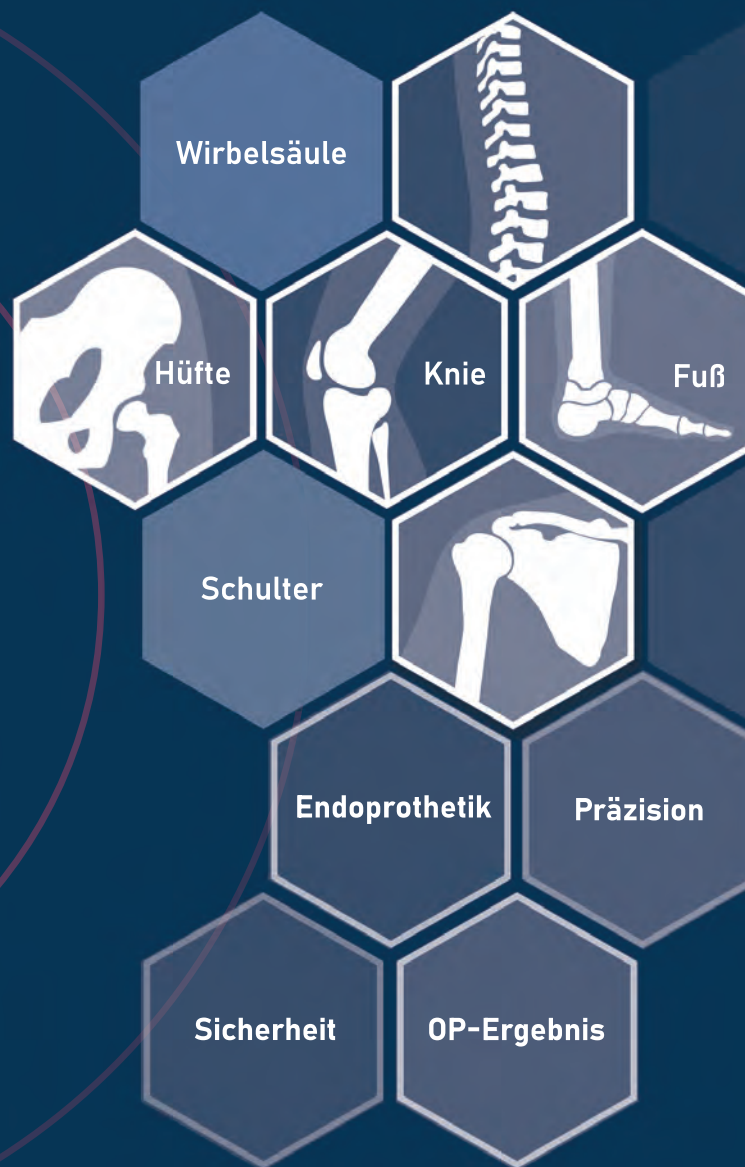 Wirbelsäule
Hüfte
Knie
Fuß
Schulter
Endoprothetik
Präzision
Sicherheit
OP-Ergebnis